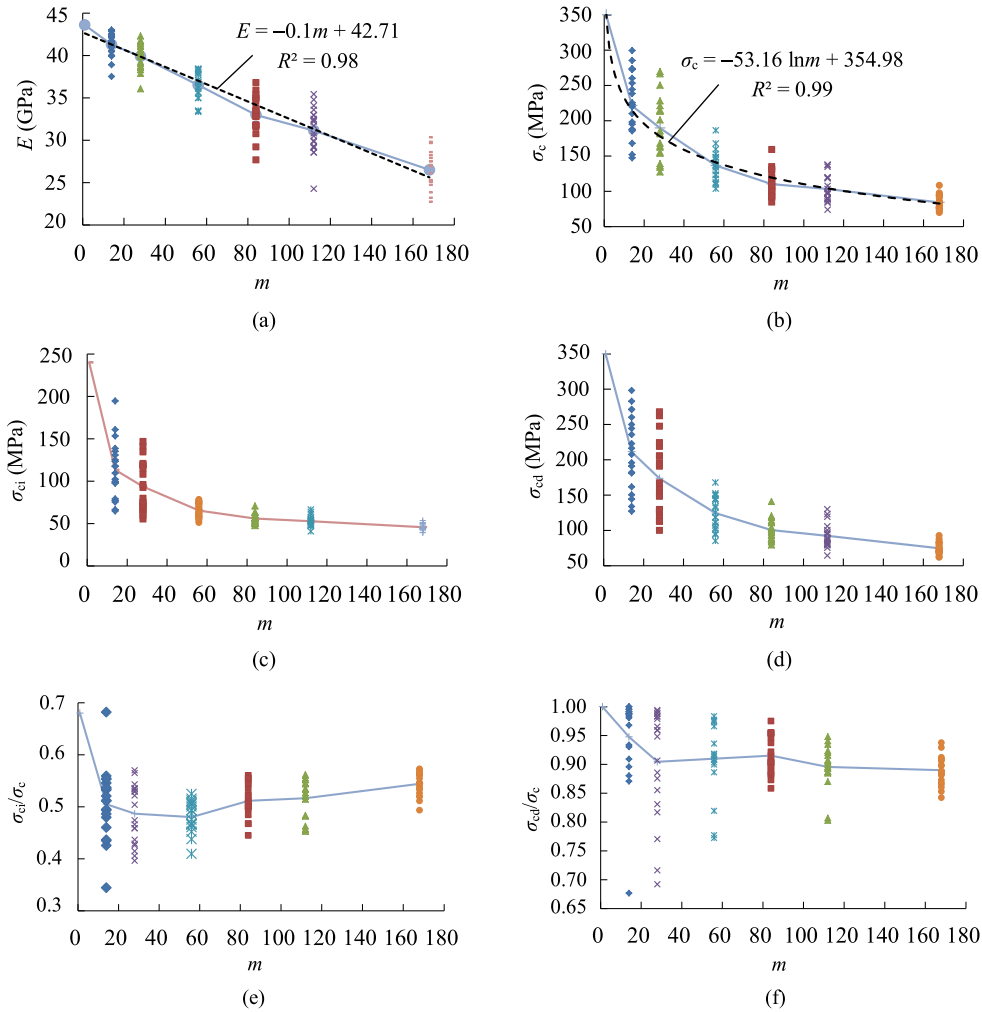 45
40
35
30
25
20
E (GPa)
E = −0.1m + 42.71
R² = 0.98
0 20 40 60 80 100 120 140 160 180
m
(a)
350
300
250
200
150
100
50
σc (MPa)
σc = −53.16 lnm + 354.98
R² = 0.99
0 20 40 60 80 100 120 140 160 180
m
(b)
250
200
150
100
50
0
σci (MPa)
0 20 40 60 80 100 120 140 160 180
m
(c)
350
300
250
200
150
100
50
σcd (MPa)
0 20 40 60 80 100 120 140 160 180
m
(d)
0.7
0.6
0.5
0.4
0.3
σci/σc
0 20 40 60 80 100 120 140 160 180
m
(e)
1.00
0.95
0.90
0.85
0.80
0.75
0.70
0.65
σcd/σc
0 20 40 60 80 100 120 140 160 180
m
(f)